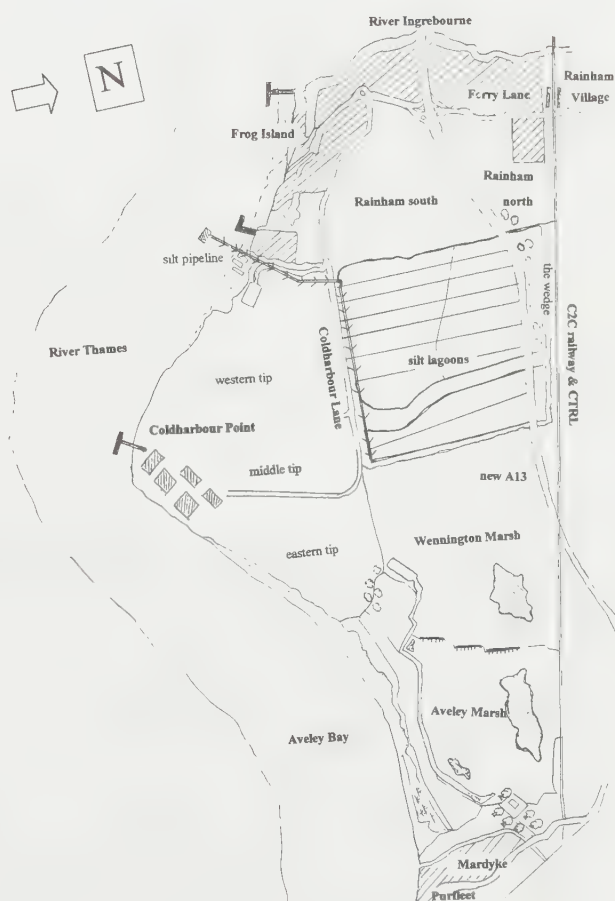 River Ingrebourne
N
Ferry Lane
Rainham
Village
Frog Island
Rainham
north
Rainham south
silt pipeline
the wedge
C2C railway & CTRL
River Thames
Coldharbour Lane
silt lagoons
western tip
Coldharbour Point
middle tip
new A13
eastern tip
Wennington Marsh
Aveley Marsh
Aveley Bay
Mardyke
Purfleet